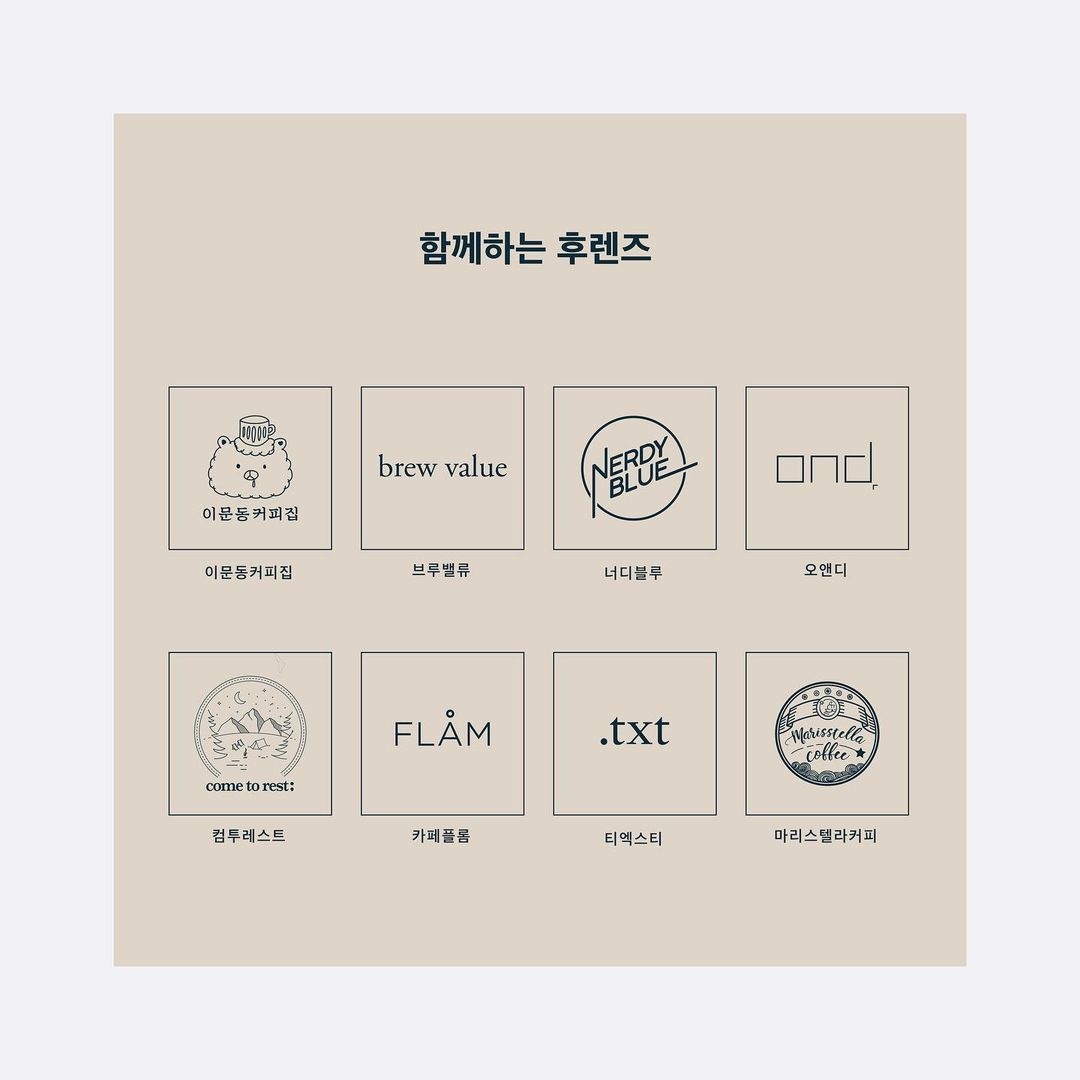 함께하는 후렌즈
이문동커피집
brew value
NERDY
BLUE
ond,
이문동커피집
브루밸류
너디블루
오앤디
come to rest:
FLÅM
.txt
Marisstella
coffee
컴투레스트
카페플롬
티엑스티
마리스텔라커피